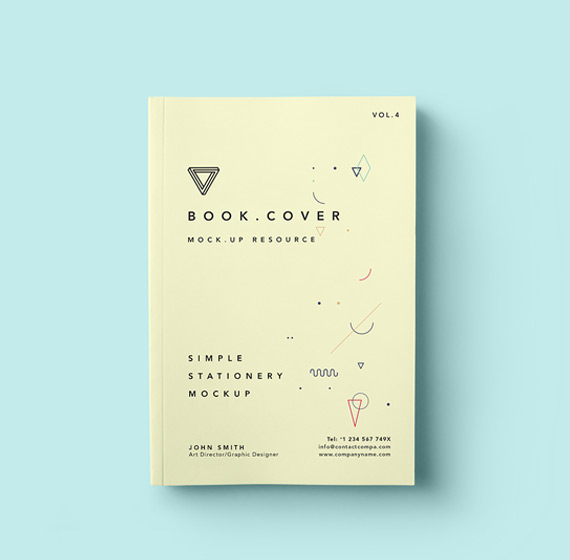 VOL.4
BOOK.COVER
MOCK.UP RESOURCE
SIMPLE
STATIONERY
MOCKUP
JOHN SMITH
Art Director/Graphic Designer
Tel: +1 234 567 749X
info@contactcompa.com
www.companyname.com